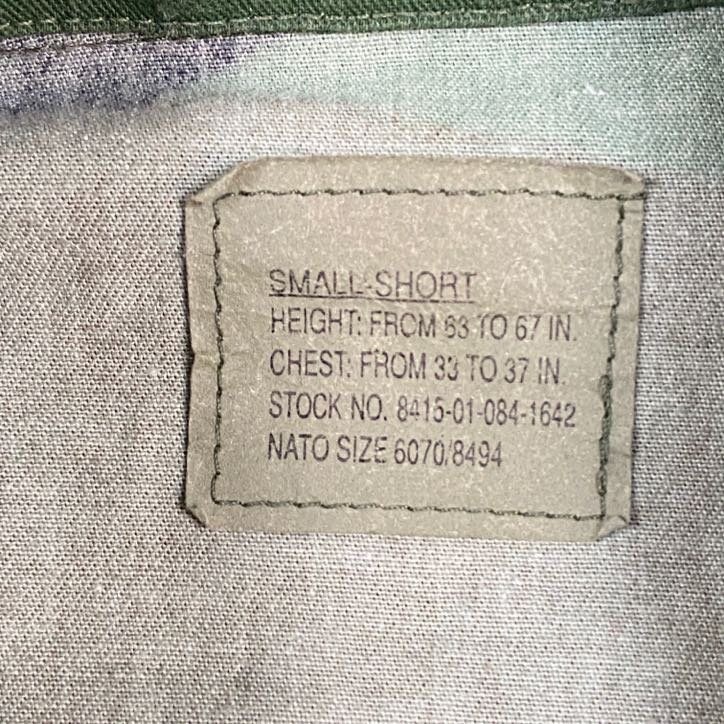 SMALL-SHORT
HEIGHT: FROM 63 TO 67 IN.
CHEST: FROM 33 TO 37 IN.
STOCK NO. 8415-01-084-1642
NATO SIZE 6070/8494